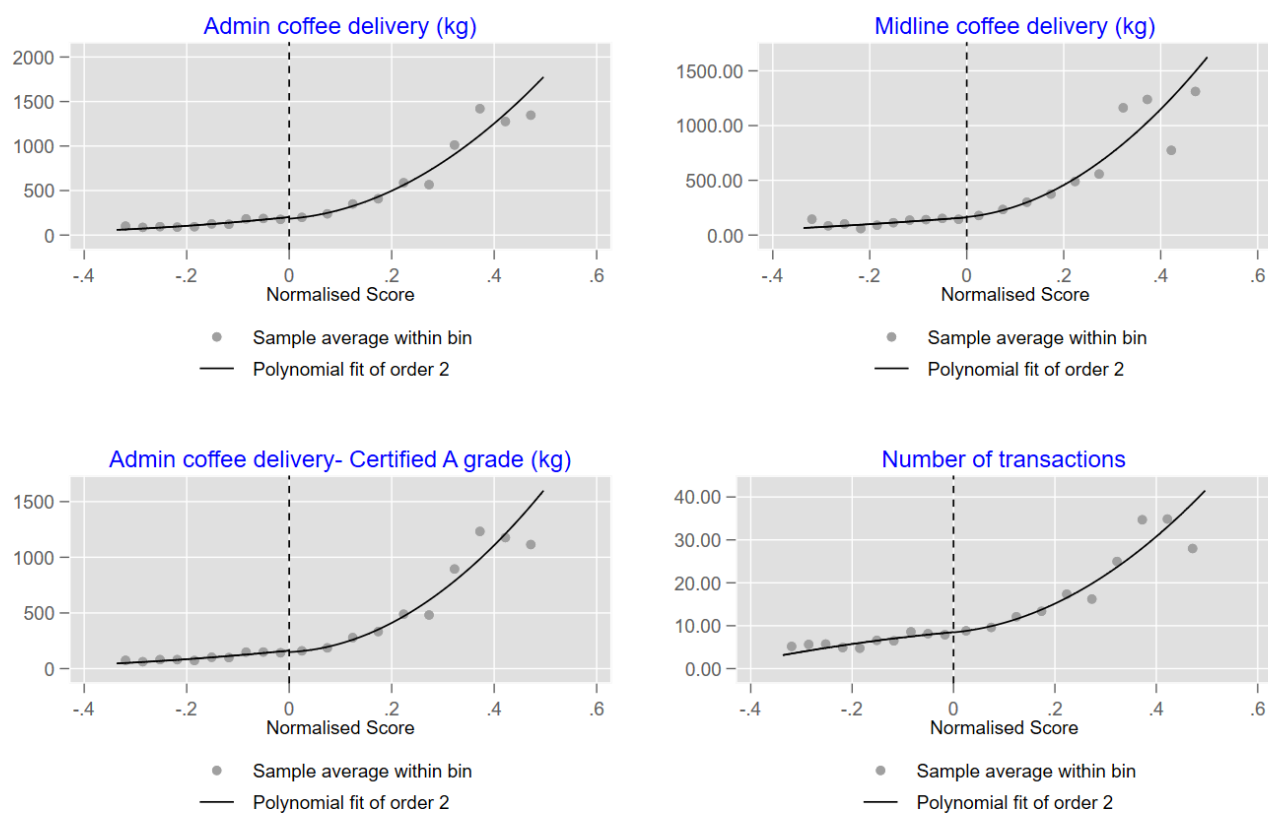 Admin coffee delivery (kg)
2000
1500
1000
500
0
-.4 -.2 0 .2 .4 .6
Normalised Score
Sample average within bin
Polynomial fit of order 2
Midline coffee delivery (kg)
1500.00
1000.00
500.00
0.00
-.4 -.2 0 .2 .4 .6
Normalised Score
Sample average within bin
Polynomial fit of order 2
Admin coffee delivery- Certified A grade (kg)
1500
1000
500
0
-.4 -.2 0 .2 .4 .6
Normalised Score
Sample average within bin
Polynomial fit of order 2
Number of transactions
40.00
30.00
20.00
10.00
0.00
-.4 -.2 0 .2 .4 .6
Normalised Score
Sample average within bin
Polynomial fit of order 2